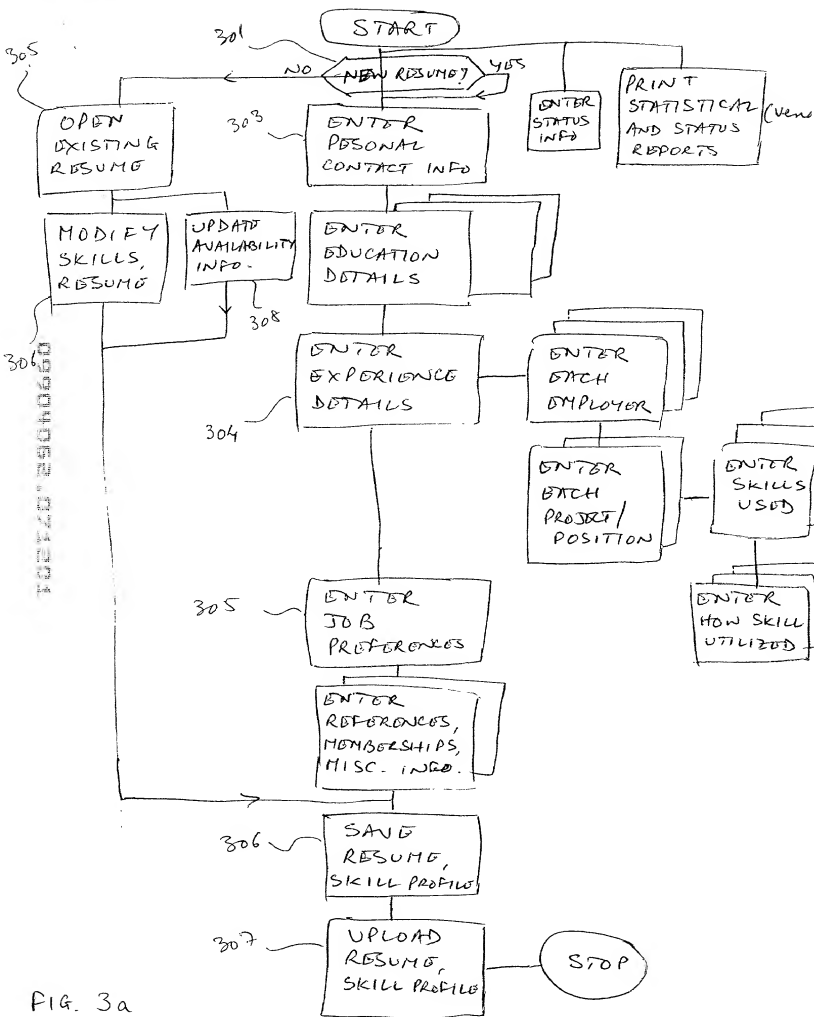 START
301
NEW RESUME?
NO
YES
305
OPEN
EXISTING
RESUME
303
ENTER
PESONAL
CONTACT INFO
ENTER
STATUS
INFO
PRINT
STATISTICAL
AND STATUS
REPORTS
MODIFY
SKILLS,
RESUME
306
UPDATE
AVAILABILITY
INFO.
308
ENTER
EDUCATION
DETAILS
ENTER
EXPERIENCE
DETAILS
304
ENTER
EACH
EMPLOYER
ENTER
EACH
PROJECT/
POSITION
ENTER
SKILLS
USED
ENTER
HOW SKILL
UTILIZED
305
ENTER
JOB
PREFERENCES
ENTER
REFERENCES,
MEMBERSHIPS,
MISC. INFO.
306
SAVE
RESUME,
SKILL PROFILE
307
UPLOAD
RESUME,
SKILL PROFILE
STOP
FIG. 3a